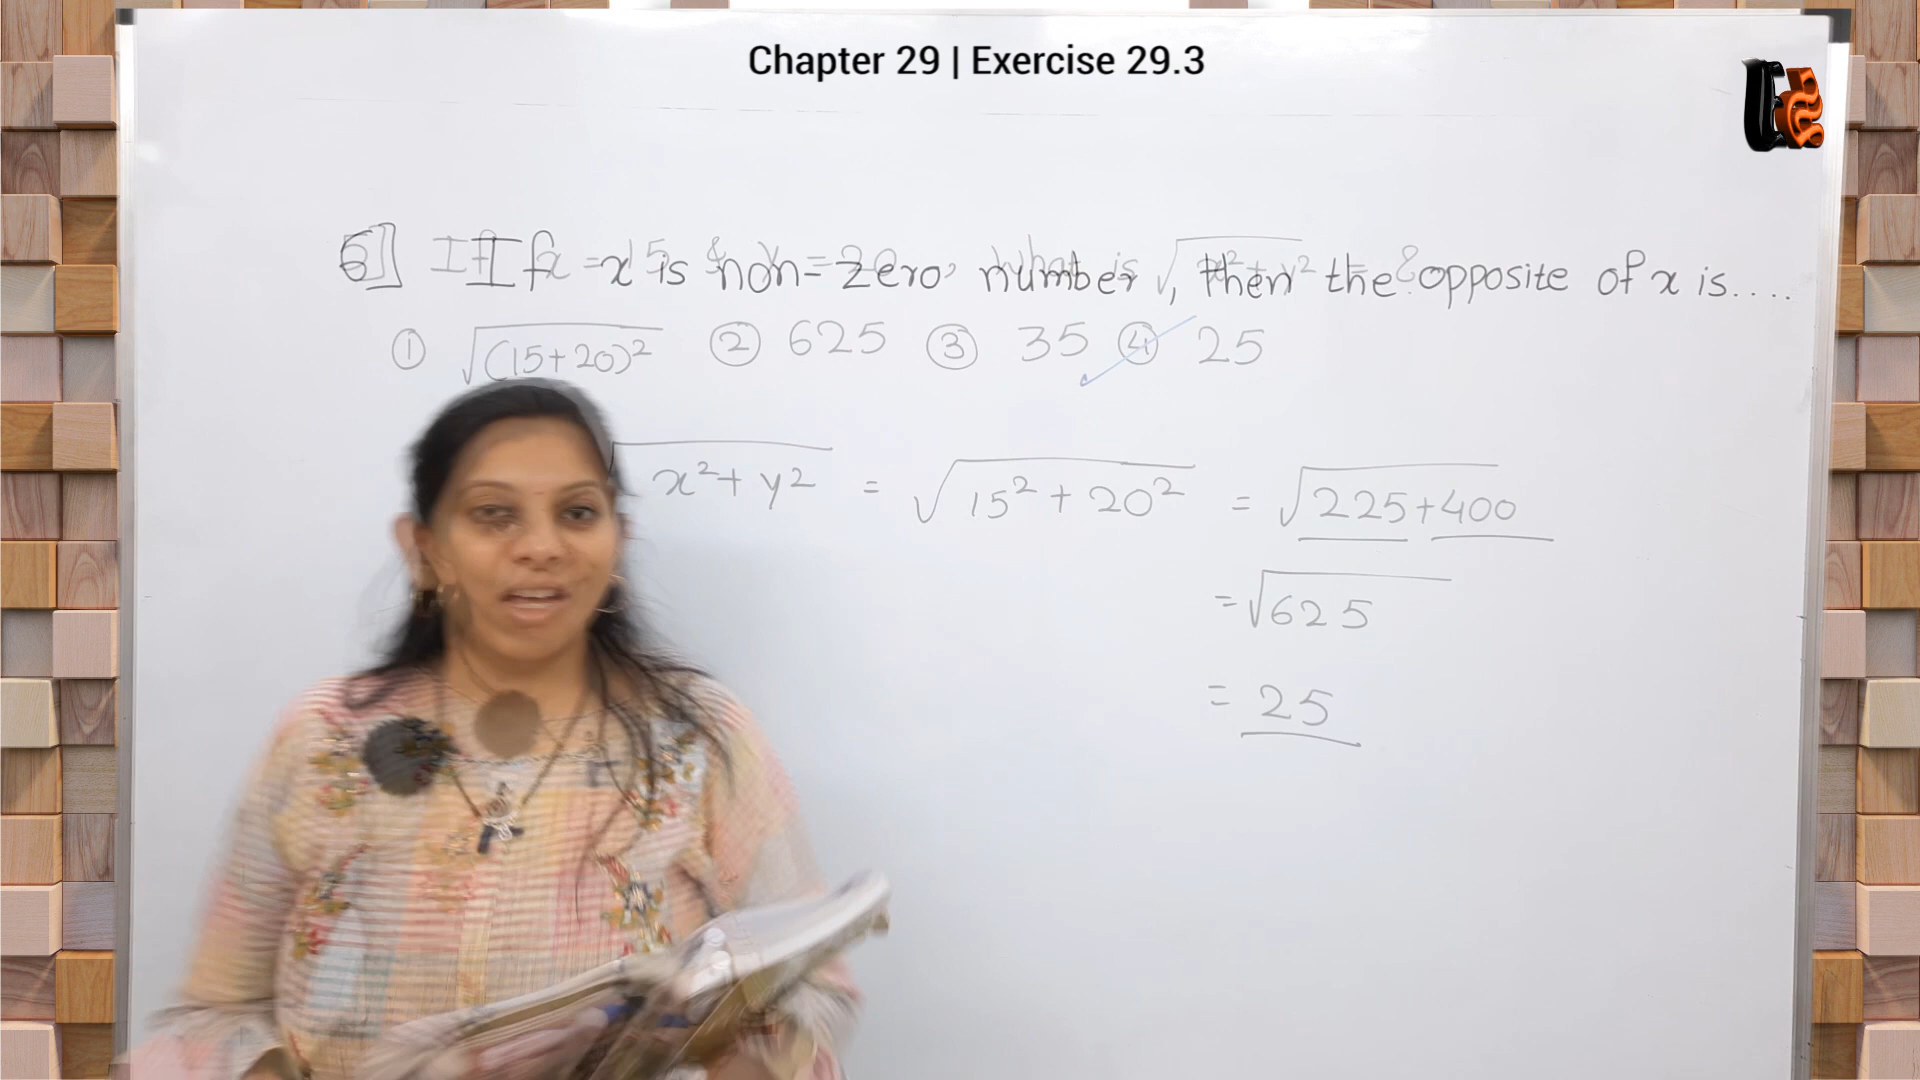 Chapter 29 | Exercise 29.3
If x is non-zero number, then the opposite of x is....
① √(15+20)² ② 625 ③ 35 ④ 25
x² + y² = √15² + 20² = √225+400
= √625
= 25